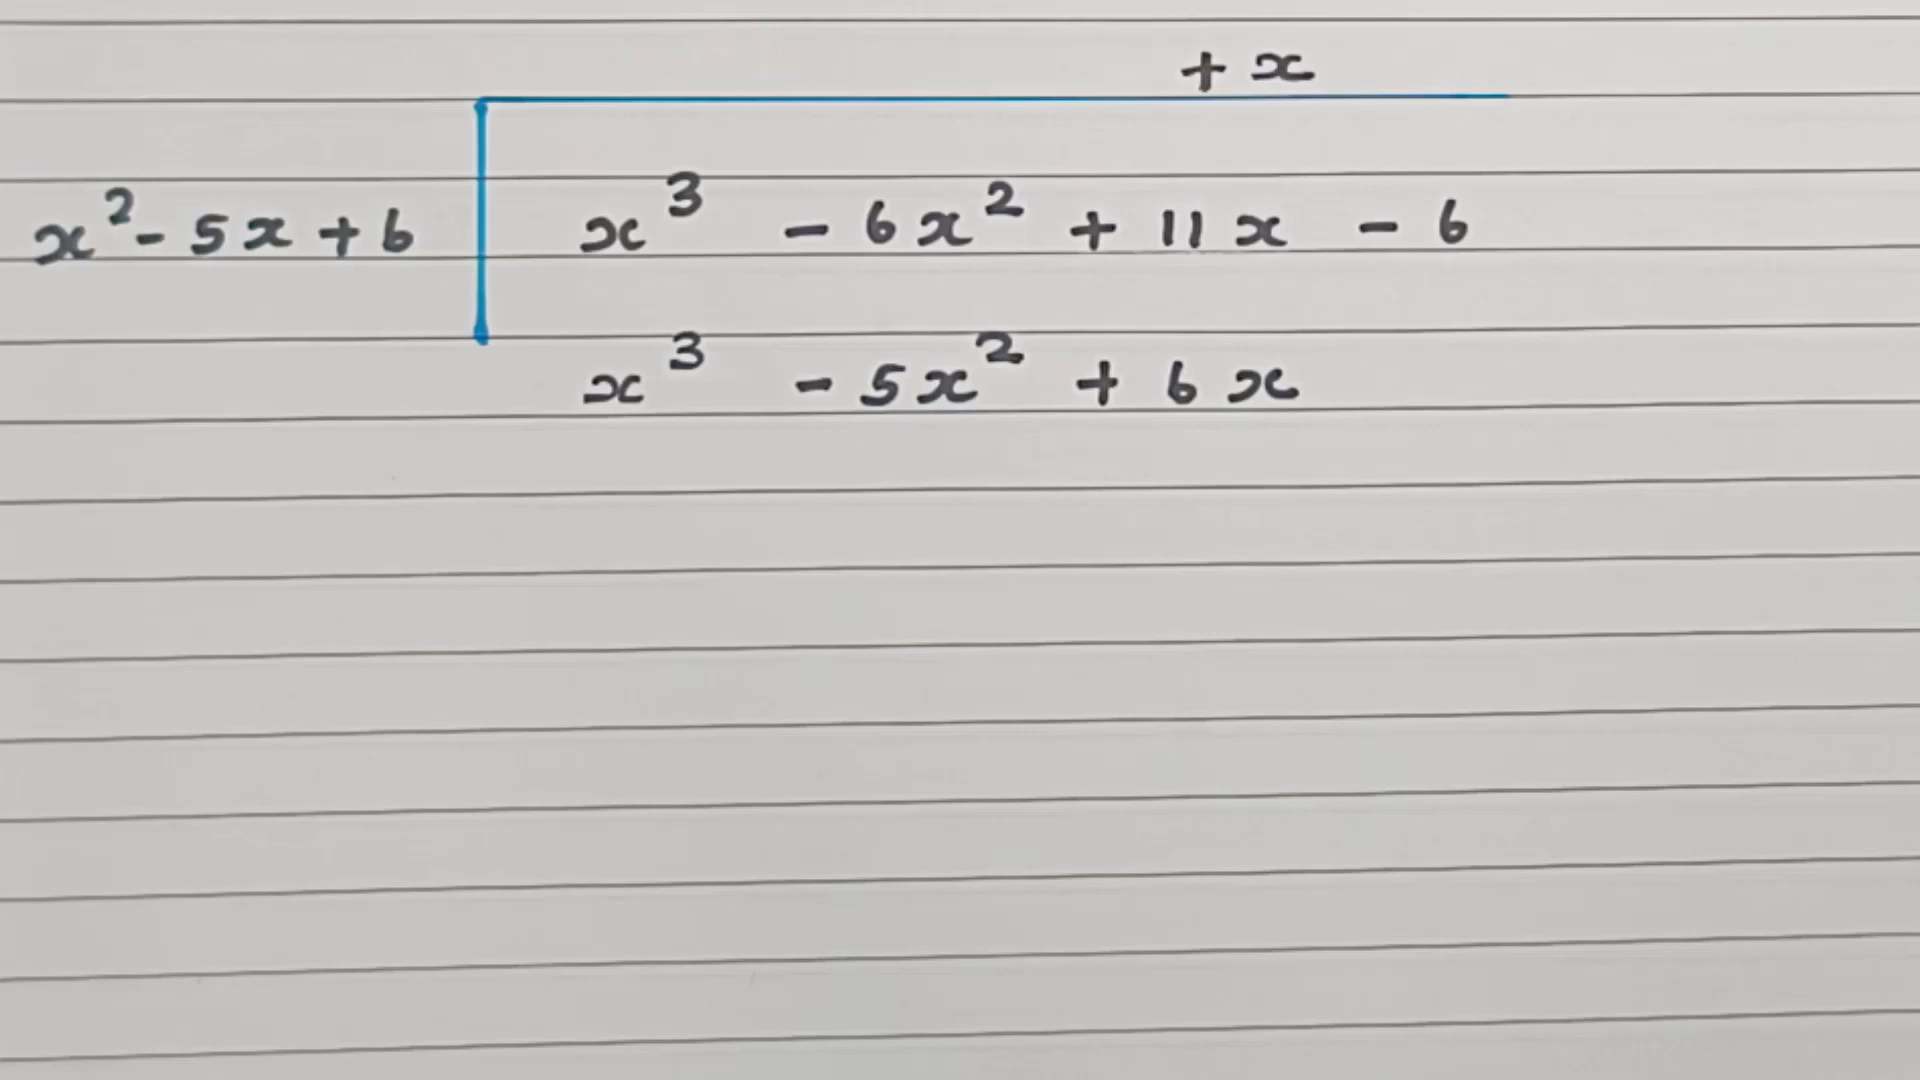 + x
x² - 5x + 6 x³ - 6x² + 11x - 6
x³ - 5x² + 6x